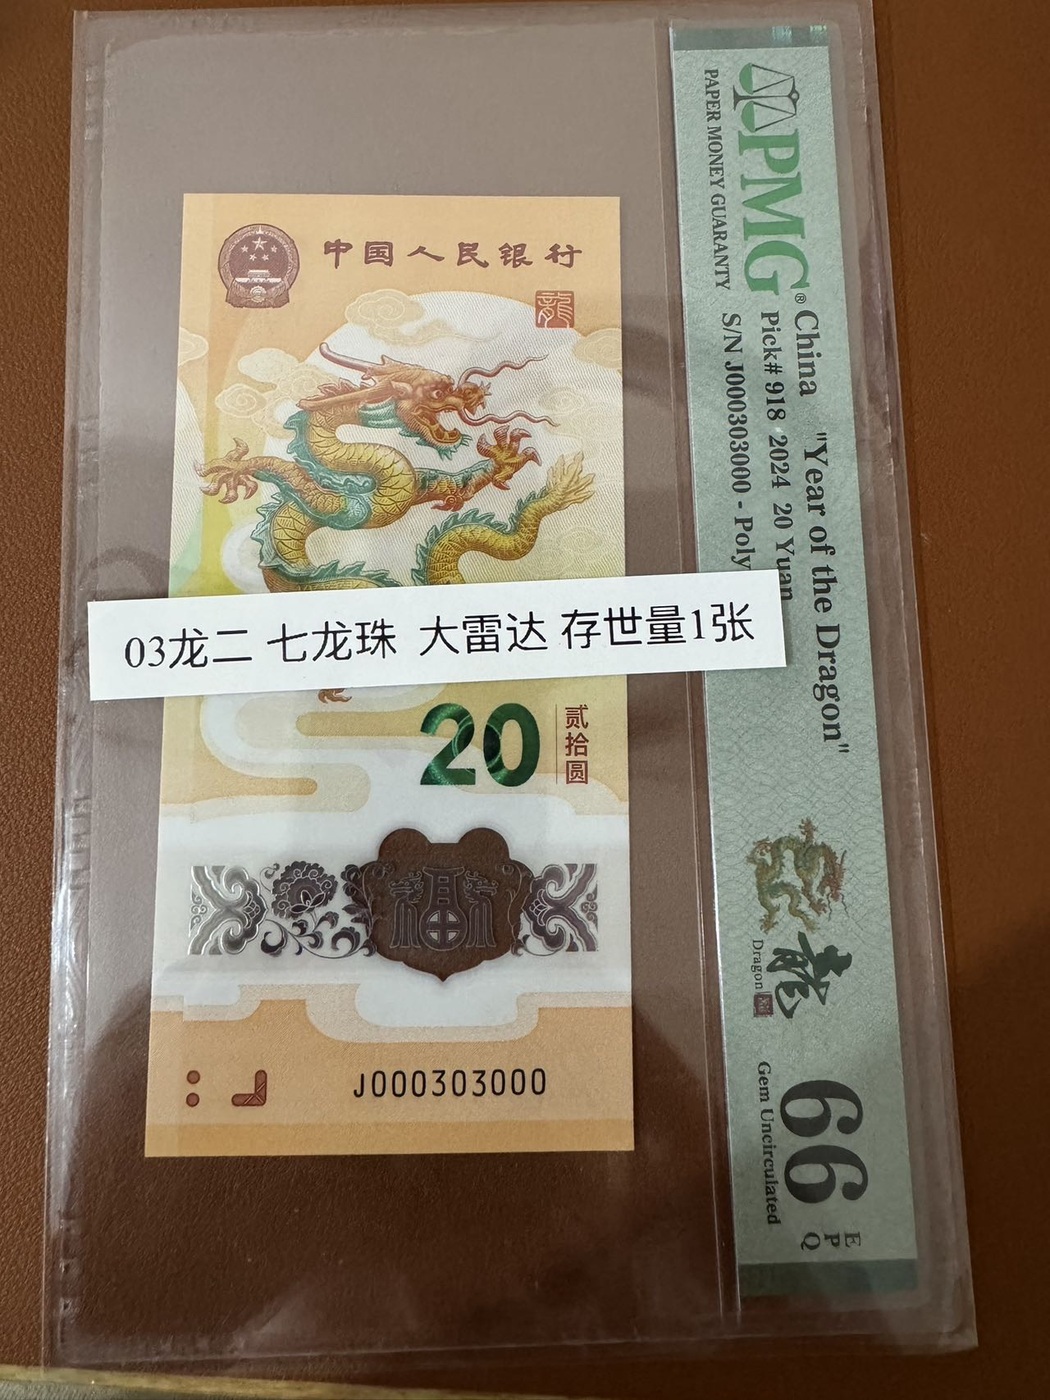 中国人民银行
龍
03龙二 七龙珠 大雷达 存世量1张
20
贰拾圆
福
J000303000
PMG®
PAPER MONEY GUARANTY
China "Year of the Dragon"
Pick# 918 2024 20 Yuan
S/N J000303000 - Poly
龍
Dragon
66 EPQ
Gem Uncirculated